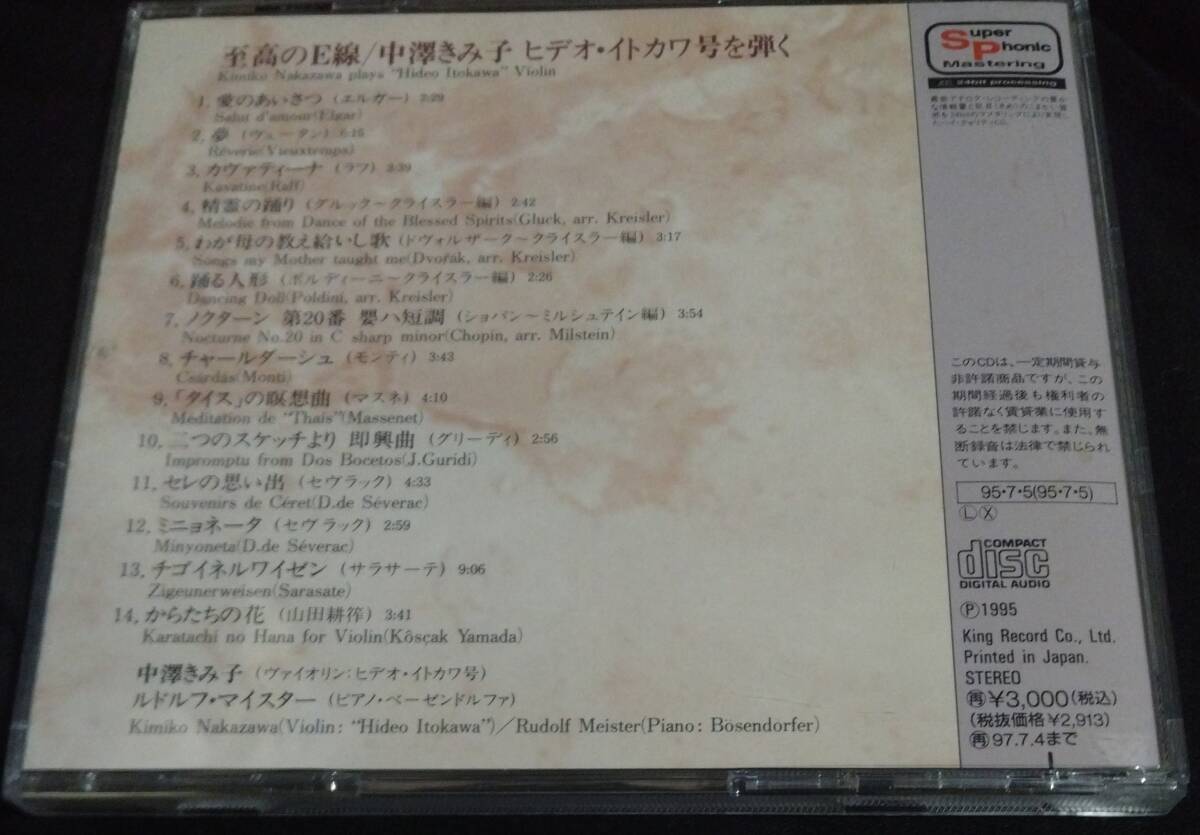 至高のE線/中澤きみ子 ヒデオ・イトカワ号を弾く
Kimiko Nakazawa plays "Hideo Itokawa" Violin
1. 愛のあいさつ (エルガー) 2:29
Salut d'amour(Elgar)
2. 夢 (ヴュータン) 6:15
Rêverie(Vieuxtemps)
3. カヴァティーナ (ラフ) 3:39
Kavatine(Raff)
4. 精霊の踊り (グルック～クライスラー編) 2:42
Melodie from Dance of the Blessed Spirits(Gluck, arr. Kreisler)
5. わが母の教え給いし歌 (ドヴォルザーク～クライスラー編) 3:17
Songs my Mother taught me(Dvořák, arr. Kreisler)
6. 踊る人形 (ポルディーニ～クライスラー編) 2:26
Dancing Doll(Poldini, arr. Kreisler)
7. ノクターン 第20番 嬰ハ短調 (ショパン～ミルシュテイン編) 3:54
Nocturne No.20 in C sharp minor(Chopin, arr. Milstein)
8. チャールダーシュ (モンティ) 3:43
Csárdás(Monti)
9.「タイス」の瞑想曲 (マスネ) 4:10
Méditation de "Thaïs"(Massenet)
10. 二つのスケッチより 即興曲 (グリーディ) 2:56
Impromptu from Dos Bocetos(J.Guridi)
11. セレの思い出 (セヴラック) 4:33
Souvenirs de Céret(D.de Séverac)
12. ミニョネータ (セヴラック) 2:59
Minyoneta(D.de Séverac)
13. チゴイネルワイゼン (サラサーテ) 9:06
Zigeunerweisen(Sarasate)
14. からたちの花 (山田耕筰) 3:41
Karatachi no Hana for Violin(Kôsçak Yamada)
中澤きみ子 (ヴァイオリン:ヒデオ・イトカワ号)
ルドルフ・マイスター (ピアノ・ベーゼンドルファ)
Kimiko Nakazawa(Violin: "Hideo Itokawa")/Rudolf Meister(Piano: Bösendorfer)
Super
Phonic
Mastering
24bit processing
このCDは、一定期間貸与
非許諾商品ですが、この
期間経過後も権利者の
許諾なく賃貸業に使用す
ることを禁じます。また、無
断録音は法律で禁じられ
ています。
95・7・5(95・7・5)
Ⓛ Ⓧ
COMPACT
disc
DIGITAL AUDIO
Ⓟ1995
King Record Co., Ltd.
Printed in Japan.
STEREO
再¥3,000(税込)
(税抜価格¥2,913)
再97.7.4まで